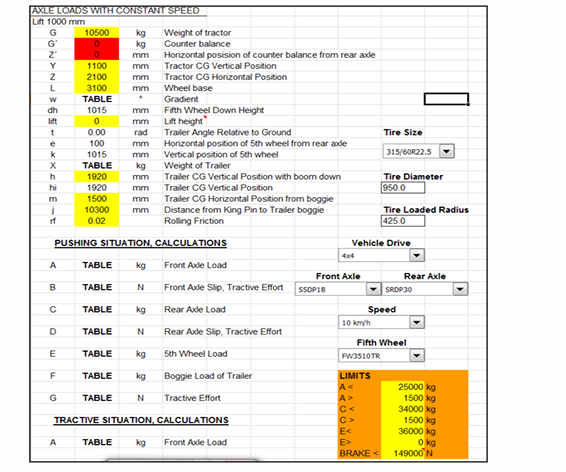 AXLE LOADS WITH CONSTANT SPEED
Lift 1000 mm
G 10500 kg Weight of tractor
G' 0 kg Counter balance
Z' 0 mm Horizontal posision of counter balance from rear axle
Y 1100 mm Tractor CG Vertical Position
Z 2100 mm Tractor CG Horizontal Position
L 3100 mm Wheel base
w TABLE ° Gradient
dh 1015 mm Fifth Wheel Down Height
lift 0 mm Lift height
t 0.00 rad Trailer Angle Relative to Ground Tire Size
e 100 mm Horizontal position of 5th wheel from rear axle
k 1015 mm Vertical position of 5th wheel 315/60R22.5
X TABLE kg Weight of Trailer
h 1920 mm Trailer CG Vertical Position with boom down Tire Diameter
hi 1920 mm Trailer CG Vertical Position 950.0
m 1500 mm Trailer CG Horizontal Position from boggie
j 10300 mm Distance from King Pin to Trailer boggie Tire Loaded Radius
rf 0.02 Rolling Friction 425.0
PUSHING SITUATION, CALCULATIONS Vehicle Drive
4x4
A TABLE kg Front Axle Load
Front Axle Rear Axle
B TABLE N Front Axle Slip, Tractive Effort SSDP18 SRDP30
C TABLE kg Rear Axle Load Speed
10 km/h
D TABLE N Rear Axle Slip, Tractive Effort
Fifth Wheel
E TABLE kg 5th Wheel Load FW3510TR
F TABLE kg Boggie Load of Trailer LIMITS
A < 25000 kg
G TABLE N Tractive Effort A > 1500 kg
C < 34000 kg
TRACTIVE SITUATION, CALCULATIONS C > 1500 kg
E< 36000 kg
A TABLE kg Front Axle Load E> 0 kg
BRAKE < 149000 N